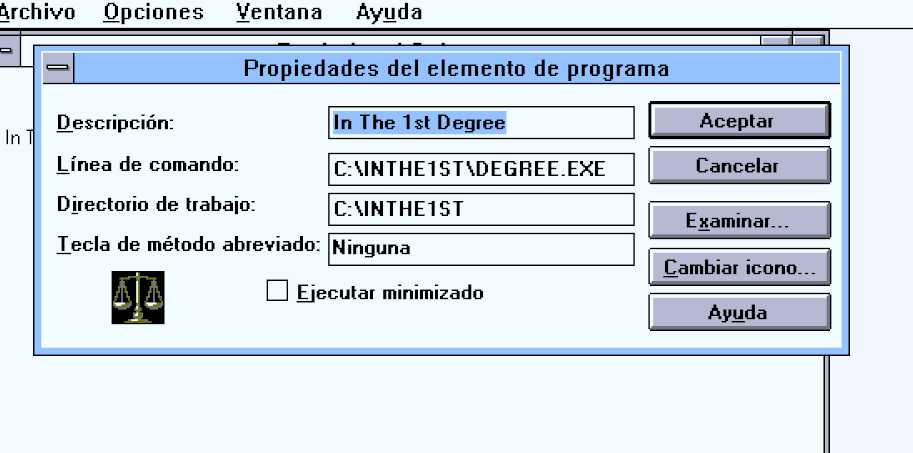 Archivo Opciones Ventana Ayuda
Propiedades del elemento de programa
Descripción: In The 1st Degree Aceptar
Línea de comando: C:\INTHE1ST\DEGREE.EXE Cancelar
Directorio de trabajo: C:\INTHE1ST
Examinar...
Tecla de método abreviado: Ninguna
Cambiar icono...
Ejecutar minimizado
Ayuda
In T